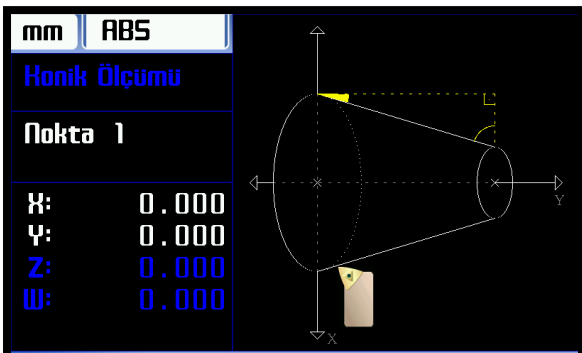 mm ABS
Konik Ölçümü
Nokta 1
X: 0.000
Y: 0.000
Z: 0.000
W: 0.000
Y
X